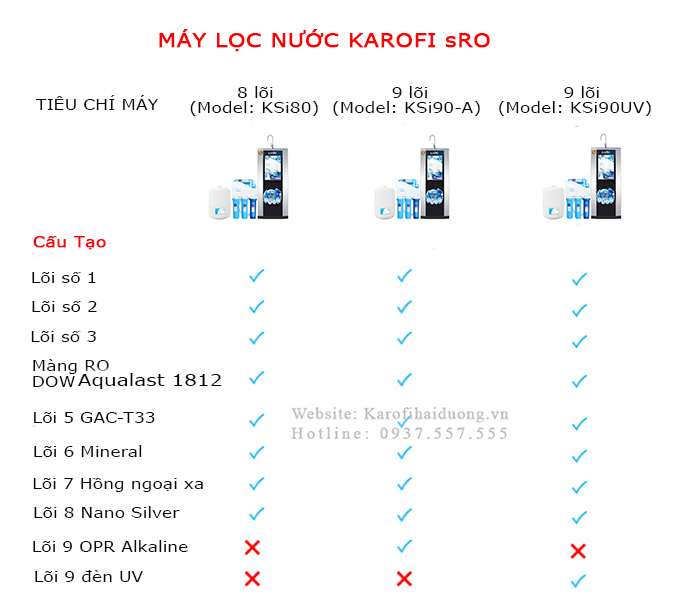 MÁY LỌC NƯỚC KAROFI sRO
TIÊU CHÍ MÁY
8 lõi
(Model: KSi80)
9 lõi
(Model: KSi90-A)
9 lõi
(Model: KSi90UV)
Cấu Tạo
Lõi số 1
Lõi số 2
Lõi số 3
Màng RO
DOW Aqualast 1812
Lõi 5 GAC-T33
Website: Karofihaiduong.vn
Hotline: 0937.557.555
Lõi 6 Mineral
Lõi 7 Hồng ngoại xa
Lõi 8 Nano Silver
Lõi 9 OPR Alkaline
Lõi 9 đèn UV